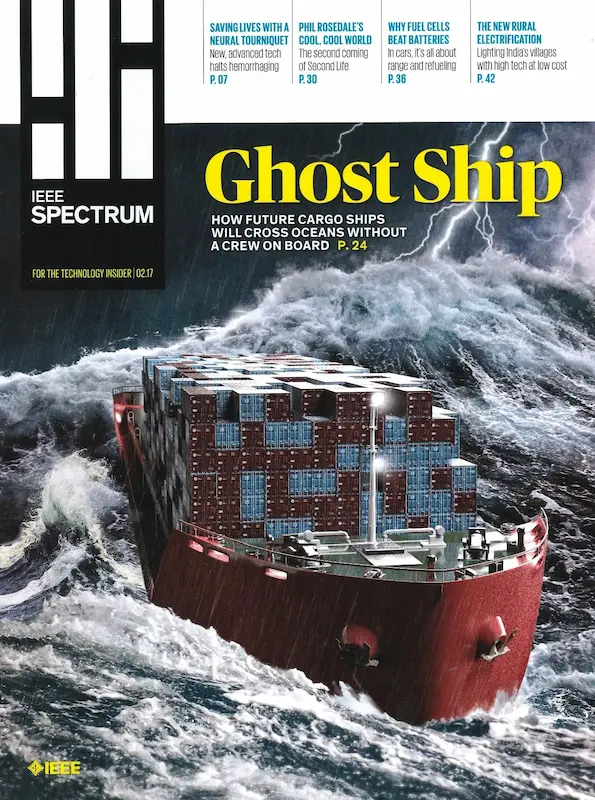 SAVING LIVES WITH A
NEURAL TOURNIQUET
New, advanced tech
halts hemorrhaging
P. 07
PHIL ROSEDALE'S
COOL, COOL WORLD
The second coming
of Second Life
P. 30
WHY FUEL CELLS
BEAT BATTERIES
In cars, it's all about
range and refueling
P. 36
THE NEW RURAL
ELECTRIFICATION
Lighting India's villages
with high tech at low cost
P. 42
IEEE
SPECTRUM
FOR THE TECHNOLOGY INSIDER | 02.17
Ghost Ship
HOW FUTURE CARGO SHIPS
WILL CROSS OCEANS WITHOUT
A CREW ON BOARD P. 24
IEEE